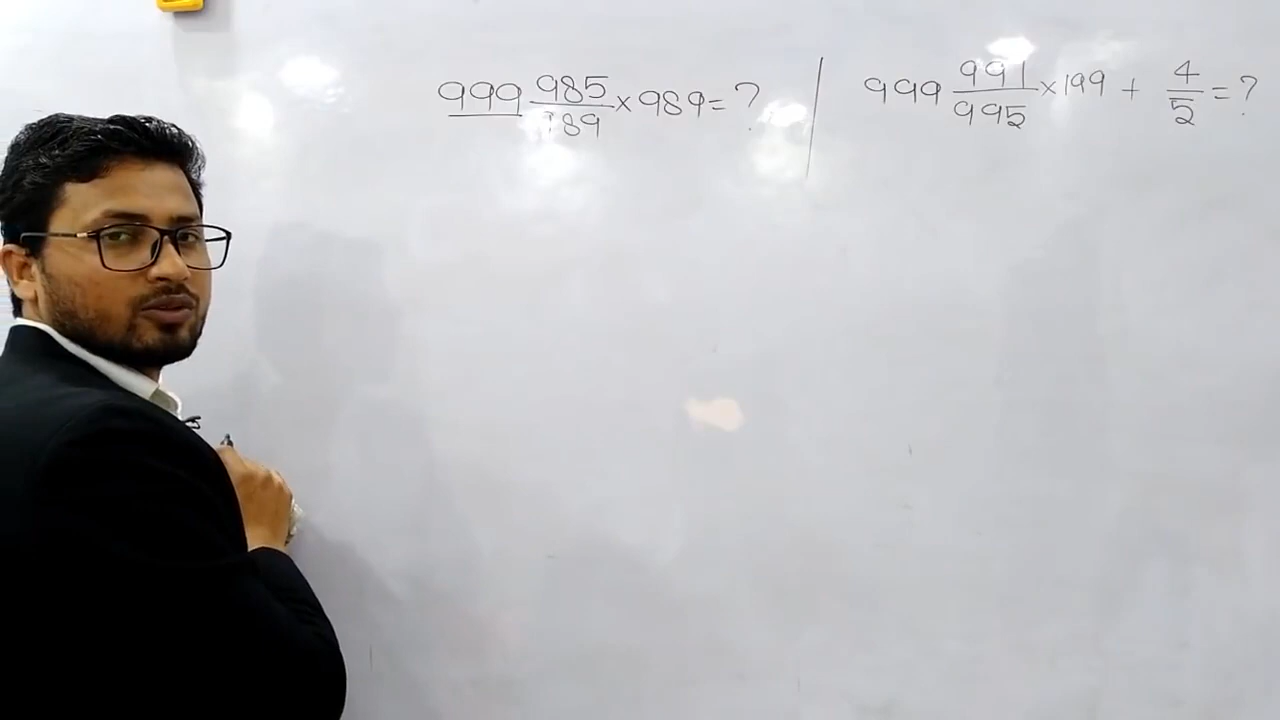 999 985/989 × 989 = ?
999 991/995 × 199 + 4/5 = ?